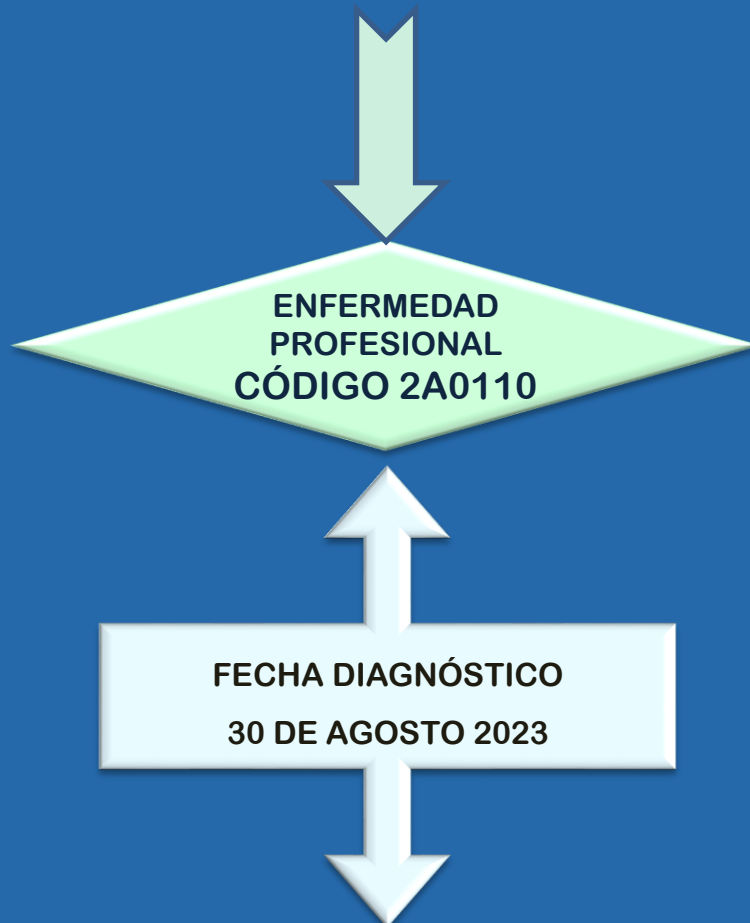 ENFERMEDAD
PROFESIONAL
CÓDIGO 2A0110
FECHA DIAGNÓSTICO
30 DE AGOSTO 2023